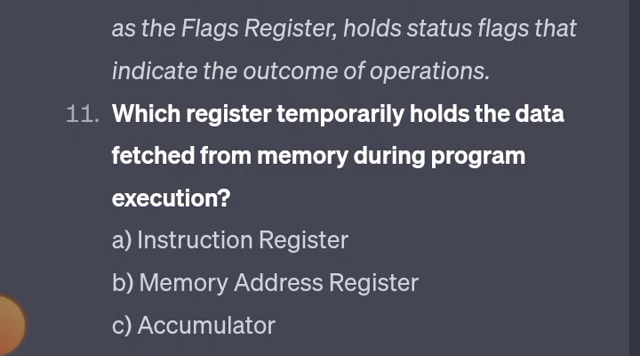 as the Flags Register, holds status flags that
indicate the outcome of operations.
11. Which register temporarily holds the data
fetched from memory during program
execution?
a) Instruction Register
b) Memory Address Register
c) Accumulator